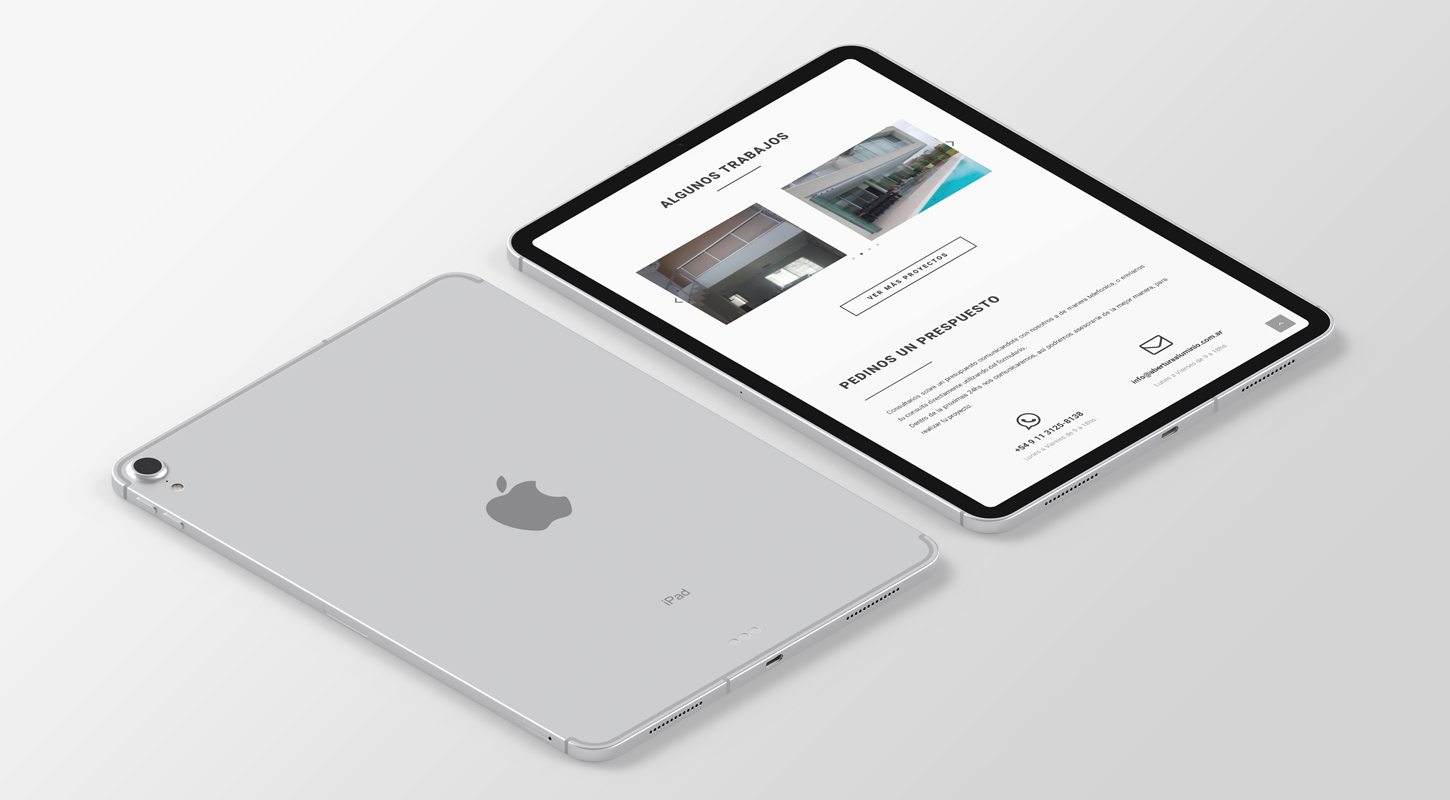 ALGUNOS TRABAJOS
VER MÁS PROYECTOS
PEDINOS UN PRESPUESTO
Consultanos sobre un presupuesto comunicandote con nosotros a de manera telefonica, o envianos
tu consulta directamente utilizando del formulario.
Dentro de la proximas 24hs nos comunicaremos, asi podremos asesorarte de la mejor manera, para
realizar tu proyecto.
+54 9 11 3125-8138
Lunes a Viernes de 9 a 18hs.
info@aberturaaluminio.com.ar
Lunes a Viernes de 9 a 18hs.
iPad